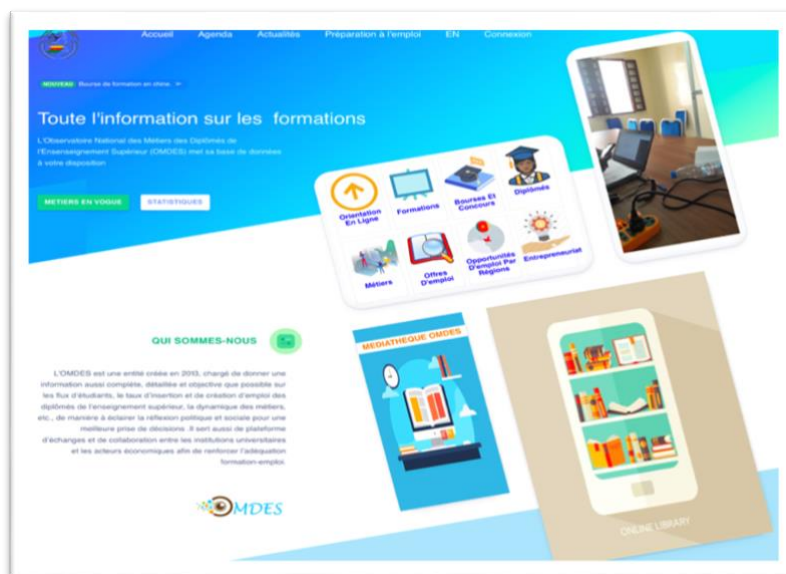 Accueil Agenda Actualités Préparation à l'emploi EN Connexion
NOUVEAU Bourse de formation en chine.
Toute l'information sur les formations
L'Observatoire National des Métiers des Diplômés de
l'Ensenseignement Supérieur (OMDES) met sa base de données
à votre disposition
METIERS EN VOGUE STATISTIQUES
Orientation
En Ligne
Formations
Bourses Et
Concours
Diplômés
Métiers
Offres
D'emploi
Opportunités
D'emploi Par
Régions
Entrepreneuriat
QUI SOMMES-NOUS
L'OMDES est une entité créée en 2013, chargé de donner une
information aussi complète, détaillée et objective que possible sur
les flux d'étudiants, le taux d'insertion et de création d'emploi des
diplômés de l'enseignement supérieur, la dynamique des métiers,
etc., de manière à éclairer la réflexion politique et sociale pour une
meilleure prise de décisions .Il sert aussi de plateforme
d'échanges et de collaboration entre les institutions universitaires
et les acteurs économiques afin de renforcer l'adéquation
formation-emploi.
OMDES
MEDIATHEQUE OMDES
ONLINE LIBRARY